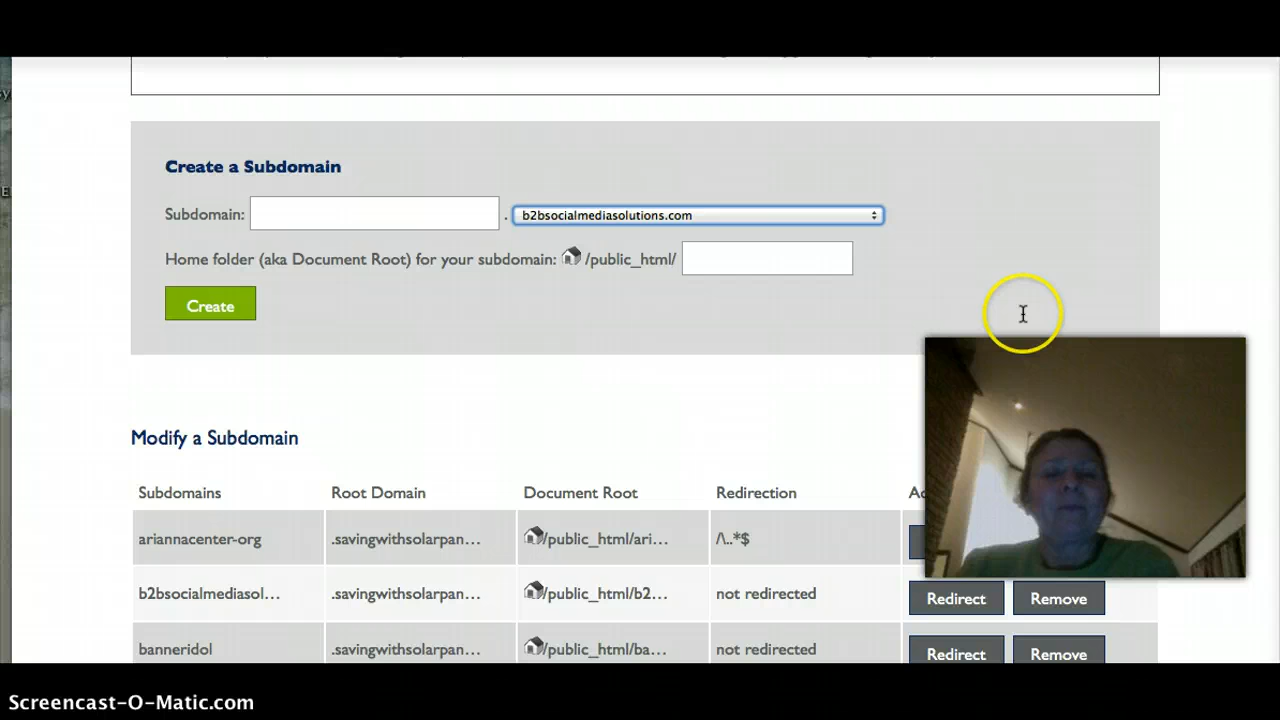 Create a Subdomain
Subdomain: . b2bsocialmediasolutions.com
Home folder (aka Document Root) for your subdomain: /public_html/
Create
Modify a Subdomain
Subdomains Root Domain Document Root Redirection
ariannacenter-org .savingwithsolarpan... /public_html/ari... /\..*$
b2bsocialmediasol... .savingwithsolarpan... /public_html/b2... not redirected Redirect Remove
banneridol .savingwithsolarpan... /public_html/ba... not redirected Redirect Remove
Screencast-O-Matic.com